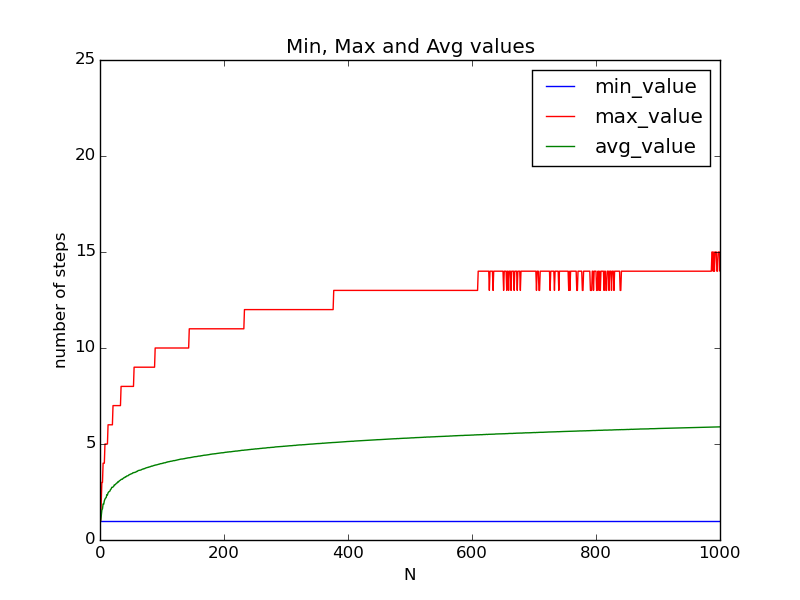 Min, Max and Avg values
25
20
15
10
5
0
number of steps
min_value
max_value
avg_value
0 200 400 600 800 1000
N